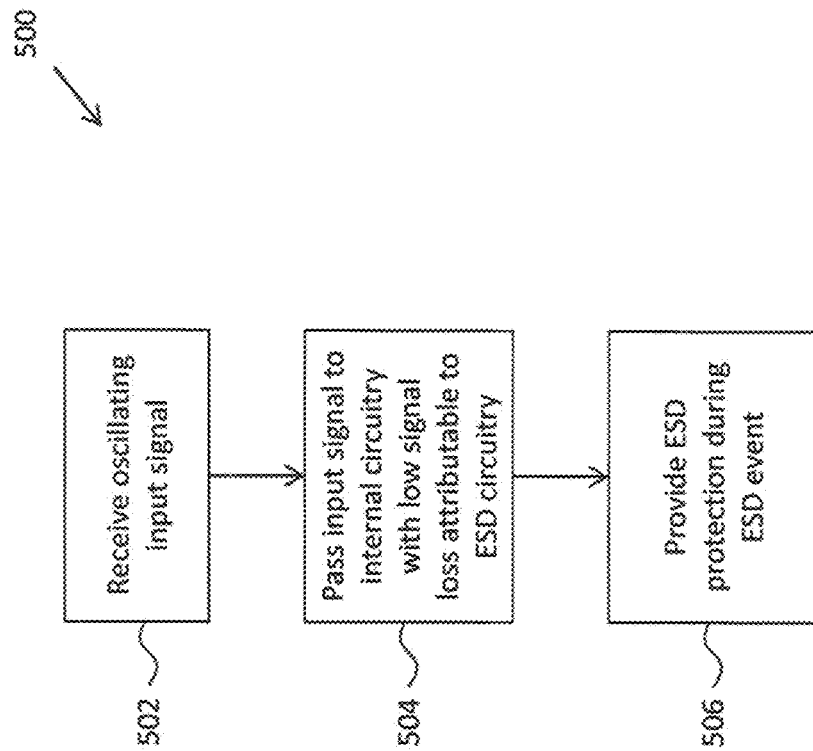 500
502
Receive oscillating
input signal
504
Pass input signal to
internal circuitry
with low signal
loss attributable to
ESD circuitry
506
Provide ESD
protection during
ESD event